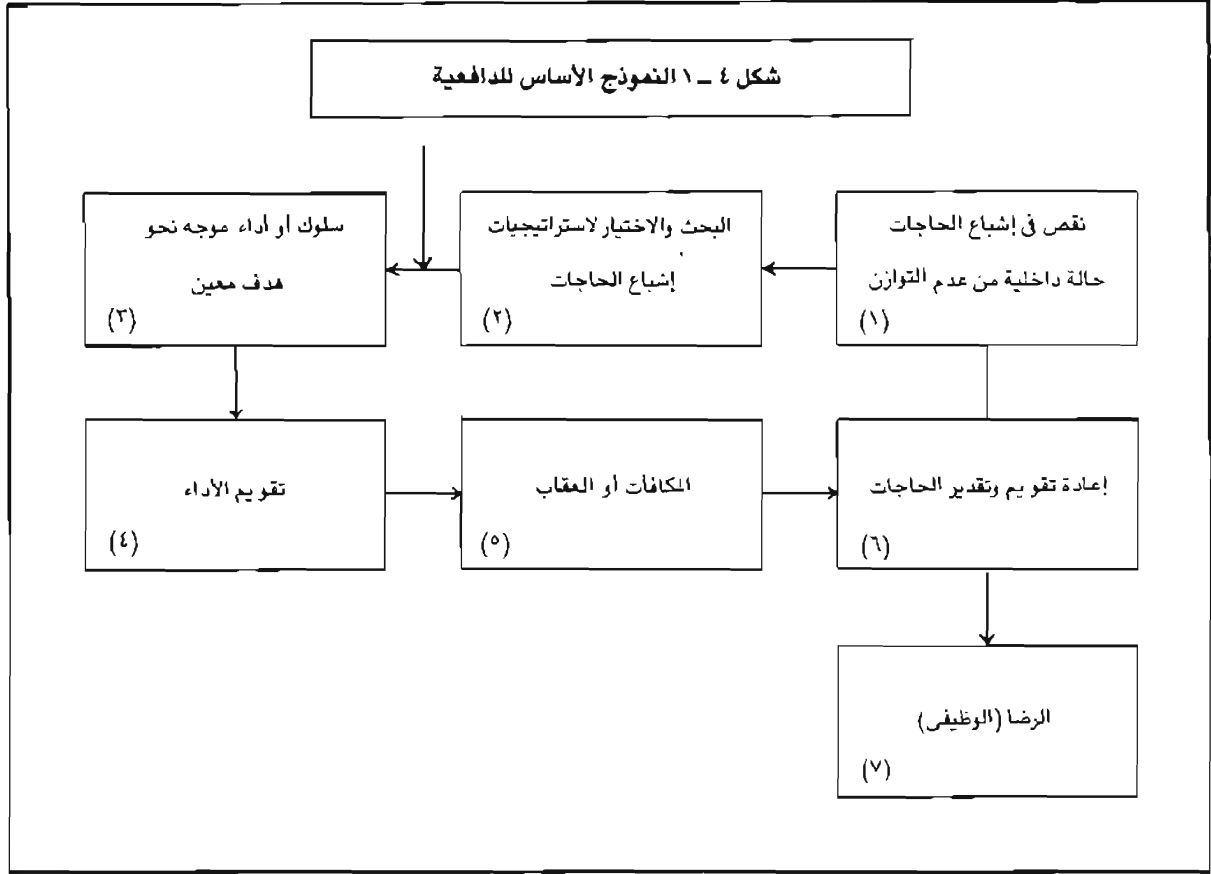 شكل ٤ – ١ النموذج الأساس للدافعية
نقص فى إشباع الحاجات
حالة داخلية من عدم التوازن
(١)
البحث والاختيار لاستراتيجيات
إشباع الحاجات
(٢)
سلوك أو أداء موجه نحو
هدف معين
(٣)
تقويم الأداء
(٤)
المكافأت أو العقاب
(٥)
إعادة تقويم وتقدير الحاجات
(٦)
الرضا (الوظيفى)
(٧)